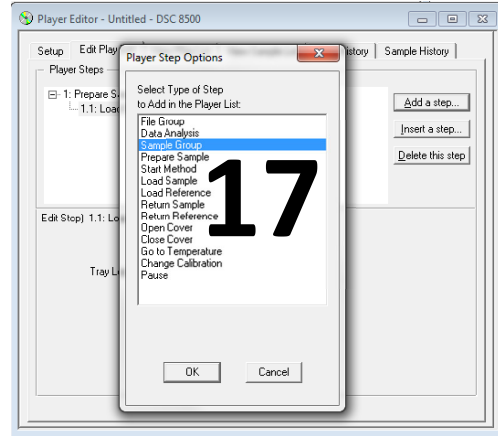 Player Editor - Untitled - DSC 8500
Setup
Edit Play
Player Step Options
istory
Sample History
Player Steps
Select Type of Step
to Add in the Player List:
1: Prepare Sa
1.1: Load
Add a step...
Insert a step...
Delete this step
File Group
Data Analysis
Sample Group
Prepare Sample
Start Method
Load Sample
Load Reference
Return Sample
Return Reference
Open Cover
Close Cover
Go to Temperature
Change Calibration
Pause
17
Edit Stop) 1.1: Lo
Tray L
OK
Cancel